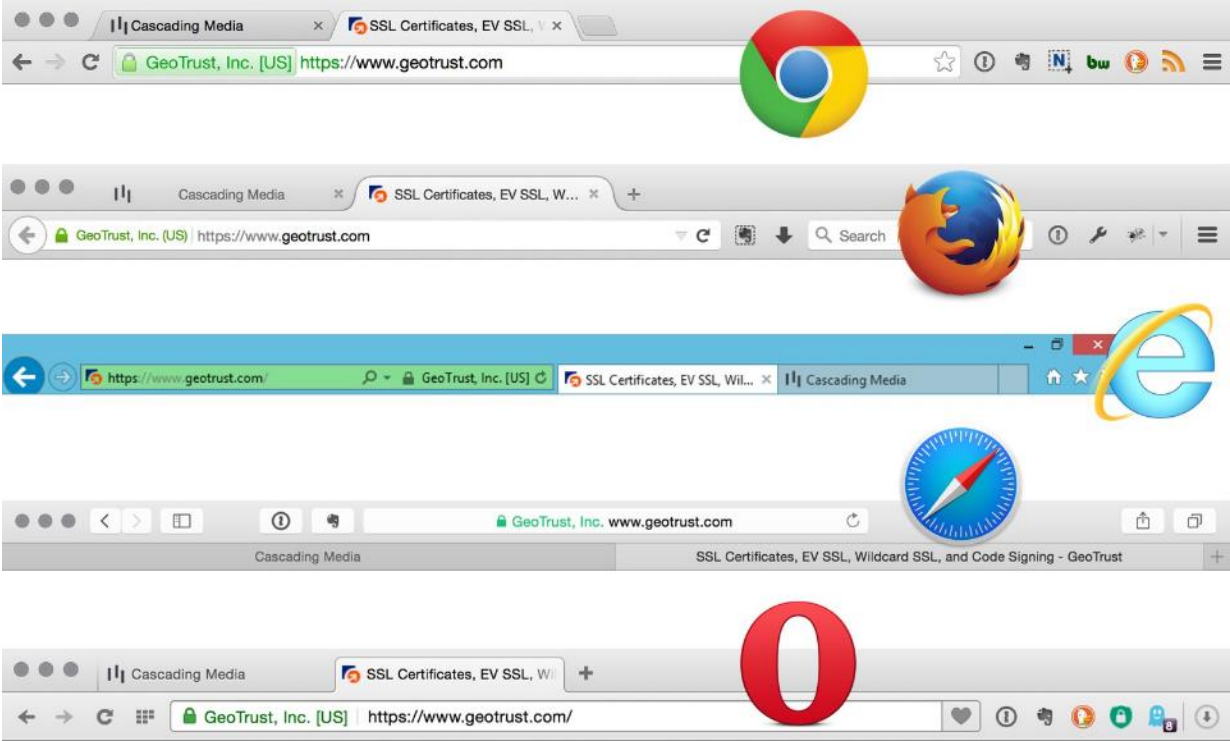 Cascading Media SSL Certificates, EV SSL,
GeoTrust, Inc. [US] https://www.geotrust.com bw
Cascading Media SSL Certificates, EV SSL, W...
GeoTrust, Inc. (US) https://www.geotrust.com Search
https://www.geotrust.com/ GeoTrust, Inc. [US] SSL Certificates, EV SSL, Wil... Cascading Media
GeoTrust, Inc. www.geotrust.com
Cascading Media SSL Certificates, EV SSL, Wildcard SSL, and Code Signing - GeoTrust
Cascading Media SSL Certificates, EV SSL, Wil
GeoTrust, Inc. [US] https://www.geotrust.com/ 8